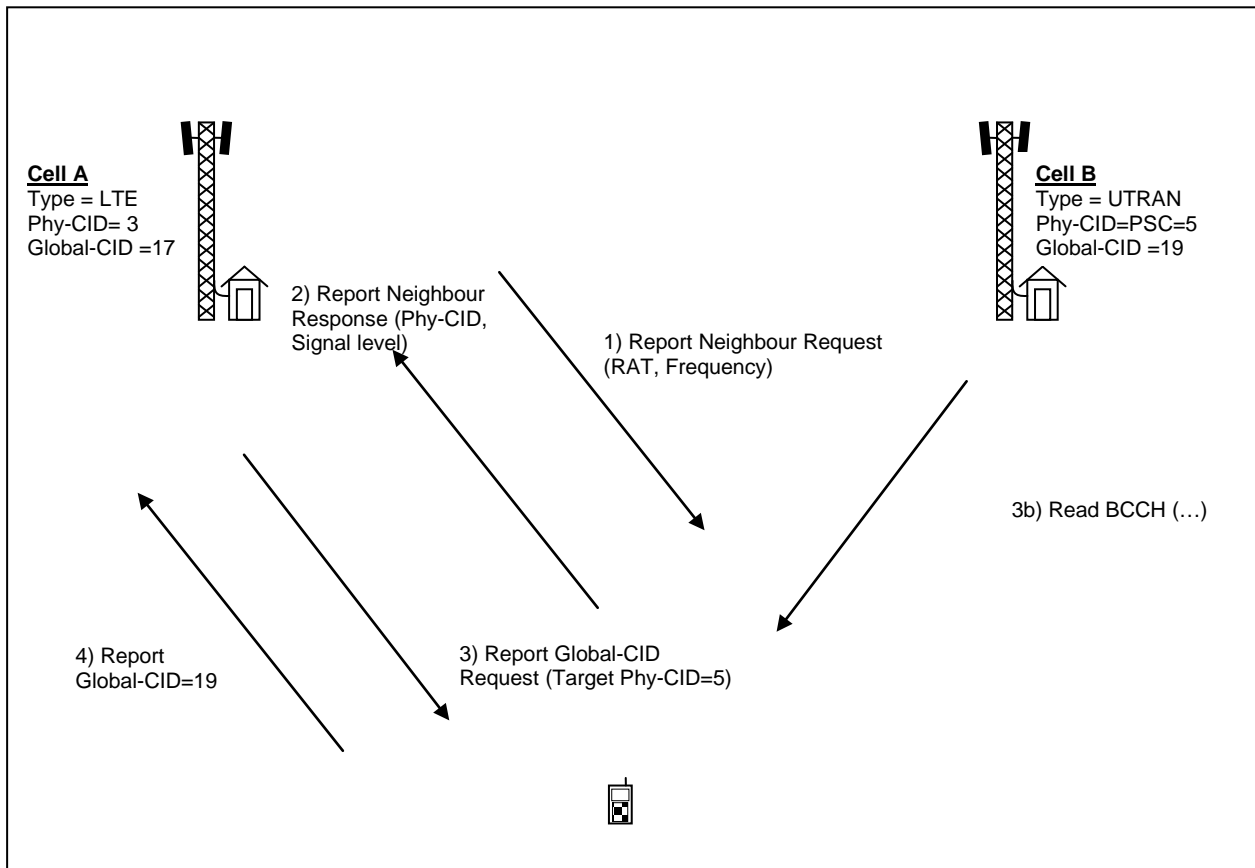 Cell A
Type = LTE
Phy-CID= 3
Global-CID =17
Cell B
Type = UTRAN
Phy-CID=PSC=5
Global-CID =19
2) Report Neighbour
Response (Phy-CID,
Signal level)
1) Report Neighbour Request
(RAT, Frequency)
3b) Read BCCH (…)
4) Report
Global-CID=19
3) Report Global-CID
Request (Target Phy-CID=5)